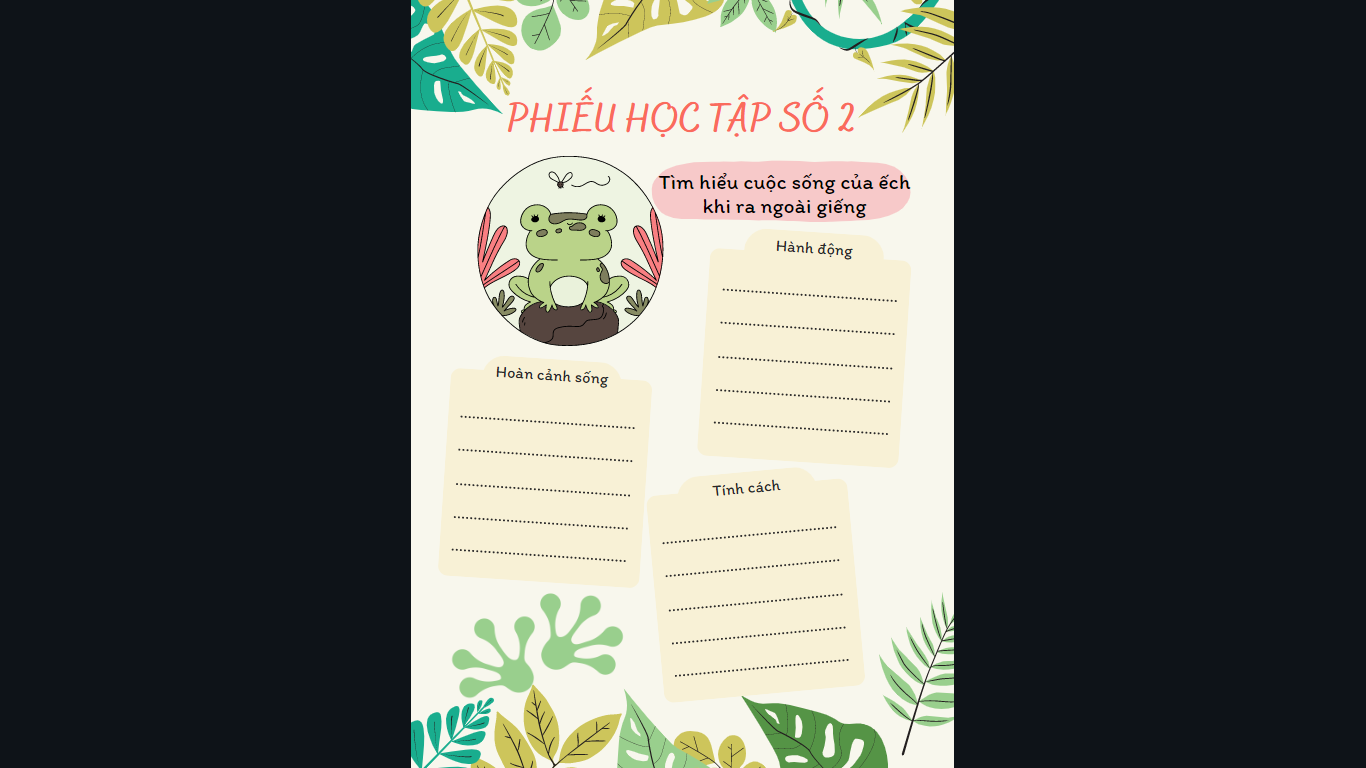 PHIẾU HỌC TẬP SỐ 2
Tìm hiểu cuộc sống của ếch
khi ra ngoài giếng
Hành động
Hoàn cảnh sống
Tính cách